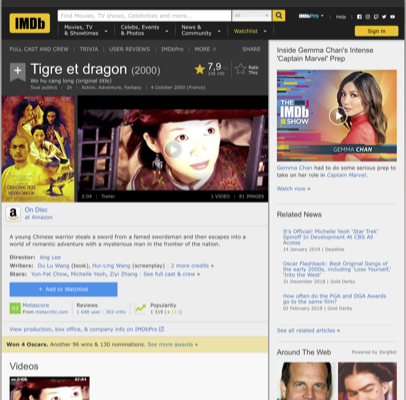 IMDb
Find Movies, TV shows, Celebrities and more...
All
IMDbPro
Help
Movies, TV
& Showtimes
Celebs, Events
& Photos
News &
Community
Watchlist
Sign in
FULL CAST AND CREW | TRIVIA | USER REVIEWS | IMDbPro | MORE
SHARE
Tigre et dragon (2000)
Wo hu cang long (original title)
Tous publics | 2h | Action, Adventure, Fantasy | 4 October 2000 (France)
7,9
Rate
This
2:04 | Trailer
1 VIDEO | 91 IMAGES
On Disc
at Amazon
A young Chinese warrior steals a sword from a famed swordsman and then escapes into
a world of romantic adventure with a mysterious man in the frontier of the nation.
Director: Ang Lee
Writers: Du Lu Wang (book), Hui-Ling Wang (screenplay) | 2 more credits »
Stars: Yun-Fat Chow, Michelle Yeoh, Ziyi Zhang | See full cast & crew »
+ Add to Watchlist
Metascore
From metacritic.com
Reviews
1 648 user | 302 critic
Popularity
1 319
View production, box office, & company info on IMDbPro
Won 4 Oscars. Another 96 wins & 130 nominations. See more awards »
Videos
Inside Gemma Chan's Intense
'Captain Marvel' Prep
THE
IMDb
SHOW
GEMMA CHAN
Gemma Chan had to do some serious prep to
take on her role in Captain Marvel.
Watch now »
Related News
It's Official! Michelle Yeoh 'Star Trek'
Spinoff In Development At CBS All
Access
14 January 2019 | Deadline
Oscar Flashback: Best Original Songs of
the early 2000s, including 'Lose Yourself,'
'Into the West'
31 December 2018 | Gold Derby
How often do the PGA and DGA Awards
go to the same film?
02 February 2018 | Gold Derby
See all related articles »
Around The Web
Powered by ZergNet